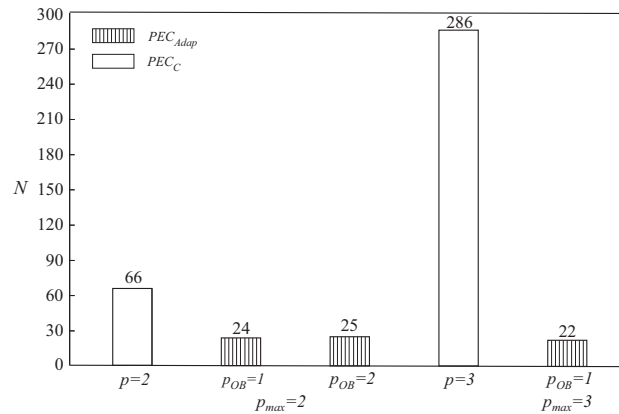 300
270
240
210
180
150
120
90
60
30
0
N
PEC_Adap
PEC_C
66
24
25
286
22
p=2
p_OB=1
p_OB=2
p=3
p_OB=1
p_max=2
p_max=3